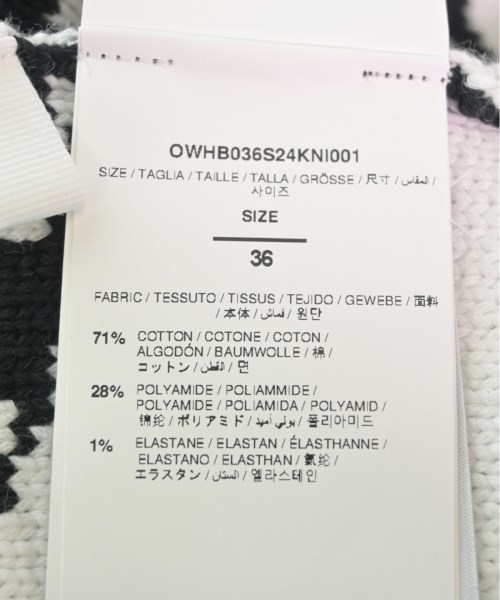 OWHB036S24KNI001
SIZE / TAGLIA / TAILLE / TALLA / GRÖSSE / 尺寸 / المقاس /
사이즈
SIZE
36
FABRIC / TESSUTO / TISSUS / TEJIDO / GEWEBE / 面料
/ 本体 / قماش / 원단
71% COTTON / COTONE / COTON /
ALGODÓN / BAUMWOLLE / 棉 /
コットン / القطن / 면
28% POLYAMIDE / POLIAMMIDE /
POLYAMIDE / POLIAMIDA / POLYAMID /
锦纶 / ポリアミド / بولي أميد / 폴리아미드
1% ELASTANE / ELASTAN / ÉLASTHANNE /
ELASTANO / ELASTHAN / 氨纶 /
エラスタン / الستان / 엘라스테인